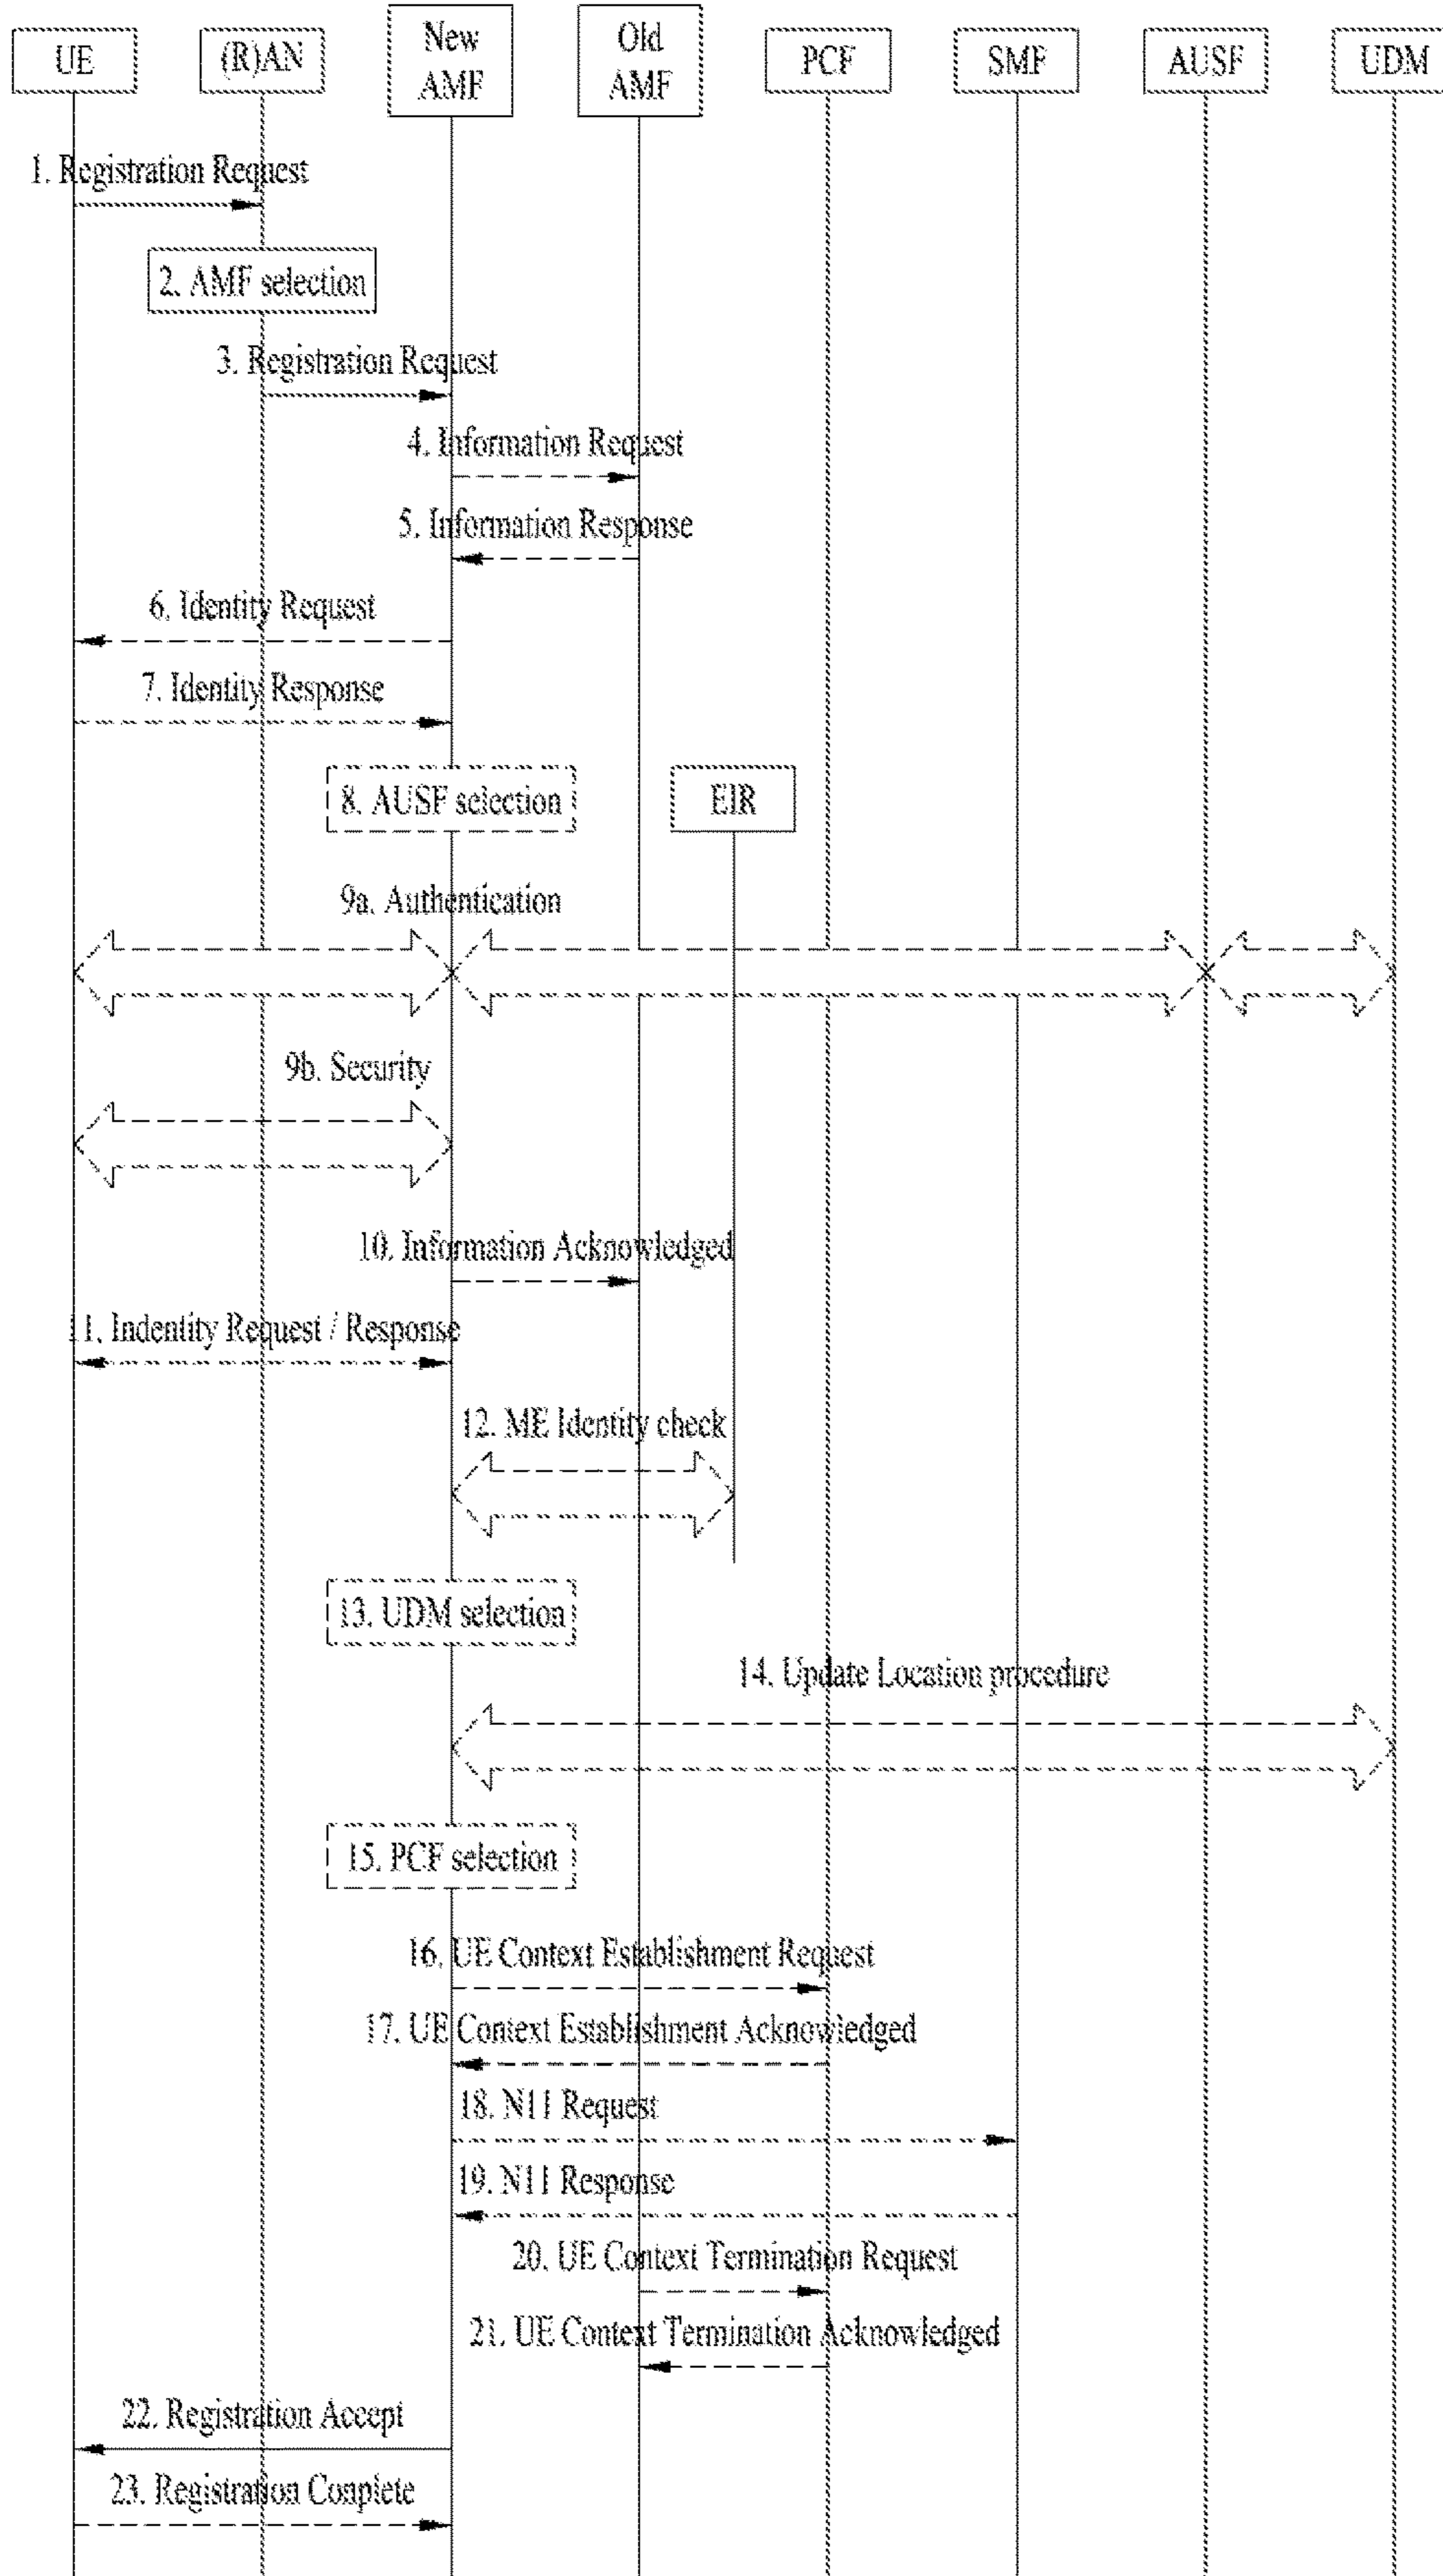 UE
(R)AN
New
AMF
Old
AMF
PCF
SMF
AUSF
UDM
1. Registration Request
2. AMF selection
3. Registration Request
4. Information Request
5. Information Response
6. Identity Request
7. Identity Response
8. AUSF selection
EIR
9a. Authentication
9b. Security
10. Information Acknowledged
11. Indentity Request / Response
12. ME Identity check
13. UDM selection
14. Update Location procedure
15. PCF selection
16. UE Context Establishment Request
17. UE Context Establishment Acknowledged
18. N11 Request
19. N11 Response
20. UE Context Termination Request
21. UE Context Termination Acknowledged
22. Registration Accept
23. Registration Conplete